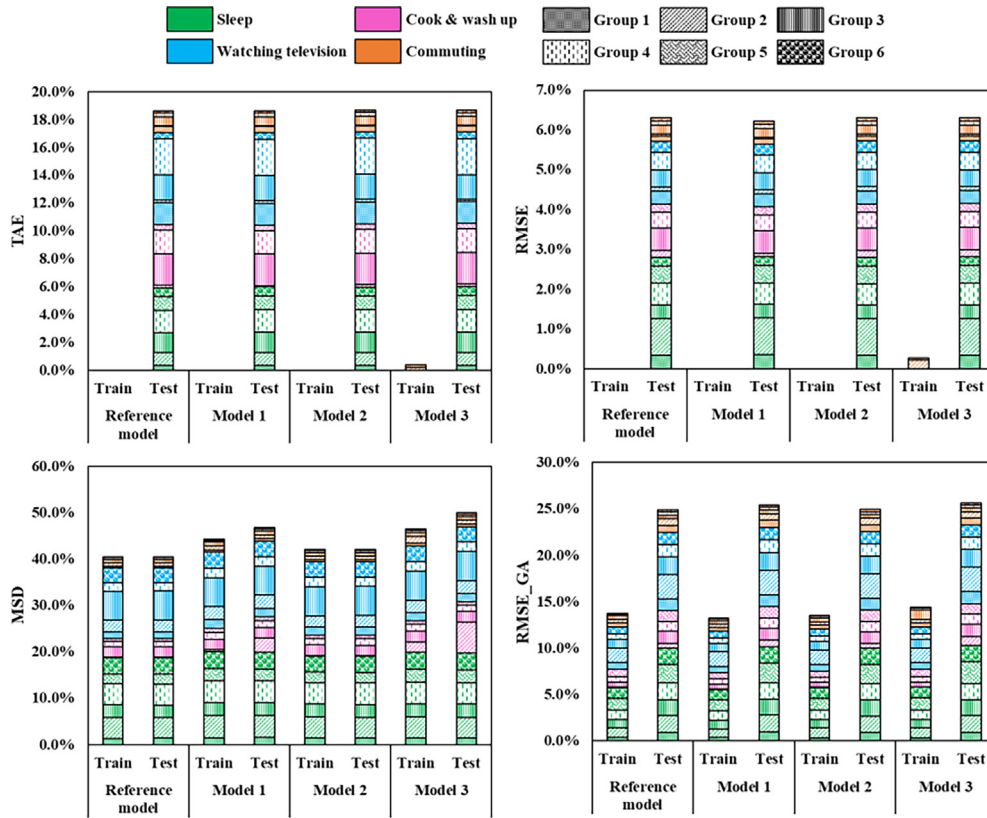 Sleep Cook & wash up Group 1 Group 2 Group 3
Watching television Commuting Group 4 Group 5 Group 6
TAE
20.0%
18.0%
16.0%
14.0%
12.0%
10.0%
8.0%
6.0%
4.0%
2.0%
0.0%
Train Test Train Test Train Test Train Test
Reference model Model 1 Model 2 Model 3
RMSE
7.0%
6.0%
5.0%
4.0%
3.0%
2.0%
1.0%
0.0%
Train Test Train Test Train Test Train Test
Reference model Model 1 Model 2 Model 3
MSD
60.0%
50.0%
40.0%
30.0%
20.0%
10.0%
0.0%
Train Test Train Test Train Test Train Test
Reference model Model 1 Model 2 Model 3
RMSE_GA
30.0%
25.0%
20.0%
15.0%
10.0%
5.0%
0.0%
Train Test Train Test Train Test Train Test
Reference model Model 1 Model 2 Model 3